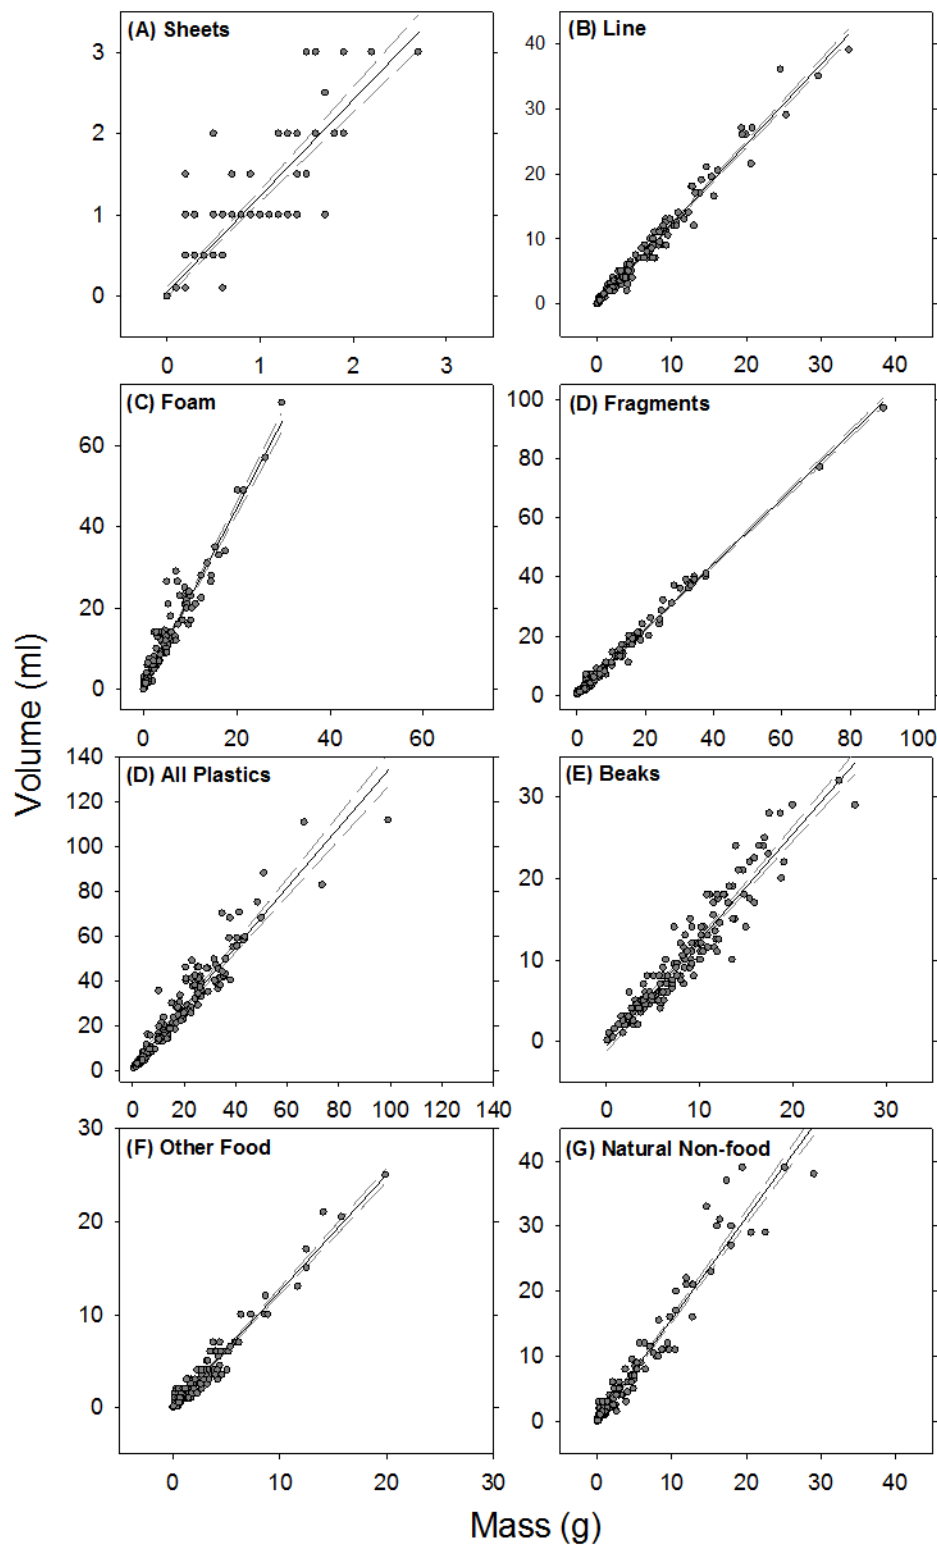 (A) Sheets
3
2
1
0
0 1 2 3
(B) Line
40
30
20
10
0
0 10 20 30 40
(C) Foam
60
40
20
0
0 20 40 60
(D) Fragments
100
80
60
40
20
0
0 20 40 60 80 100
Volume (ml)
(D) All Plastics
140
120
100
80
60
40
20
0
0 20 40 60 80 100 120 140
(E) Beaks
30
20
10
0
0 10 20 30
(F) Other Food
30
20
10
0
0 10 20 30
(G) Natural Non-food
40
30
20
10
0
0 10 20 30 40
Mass (g)